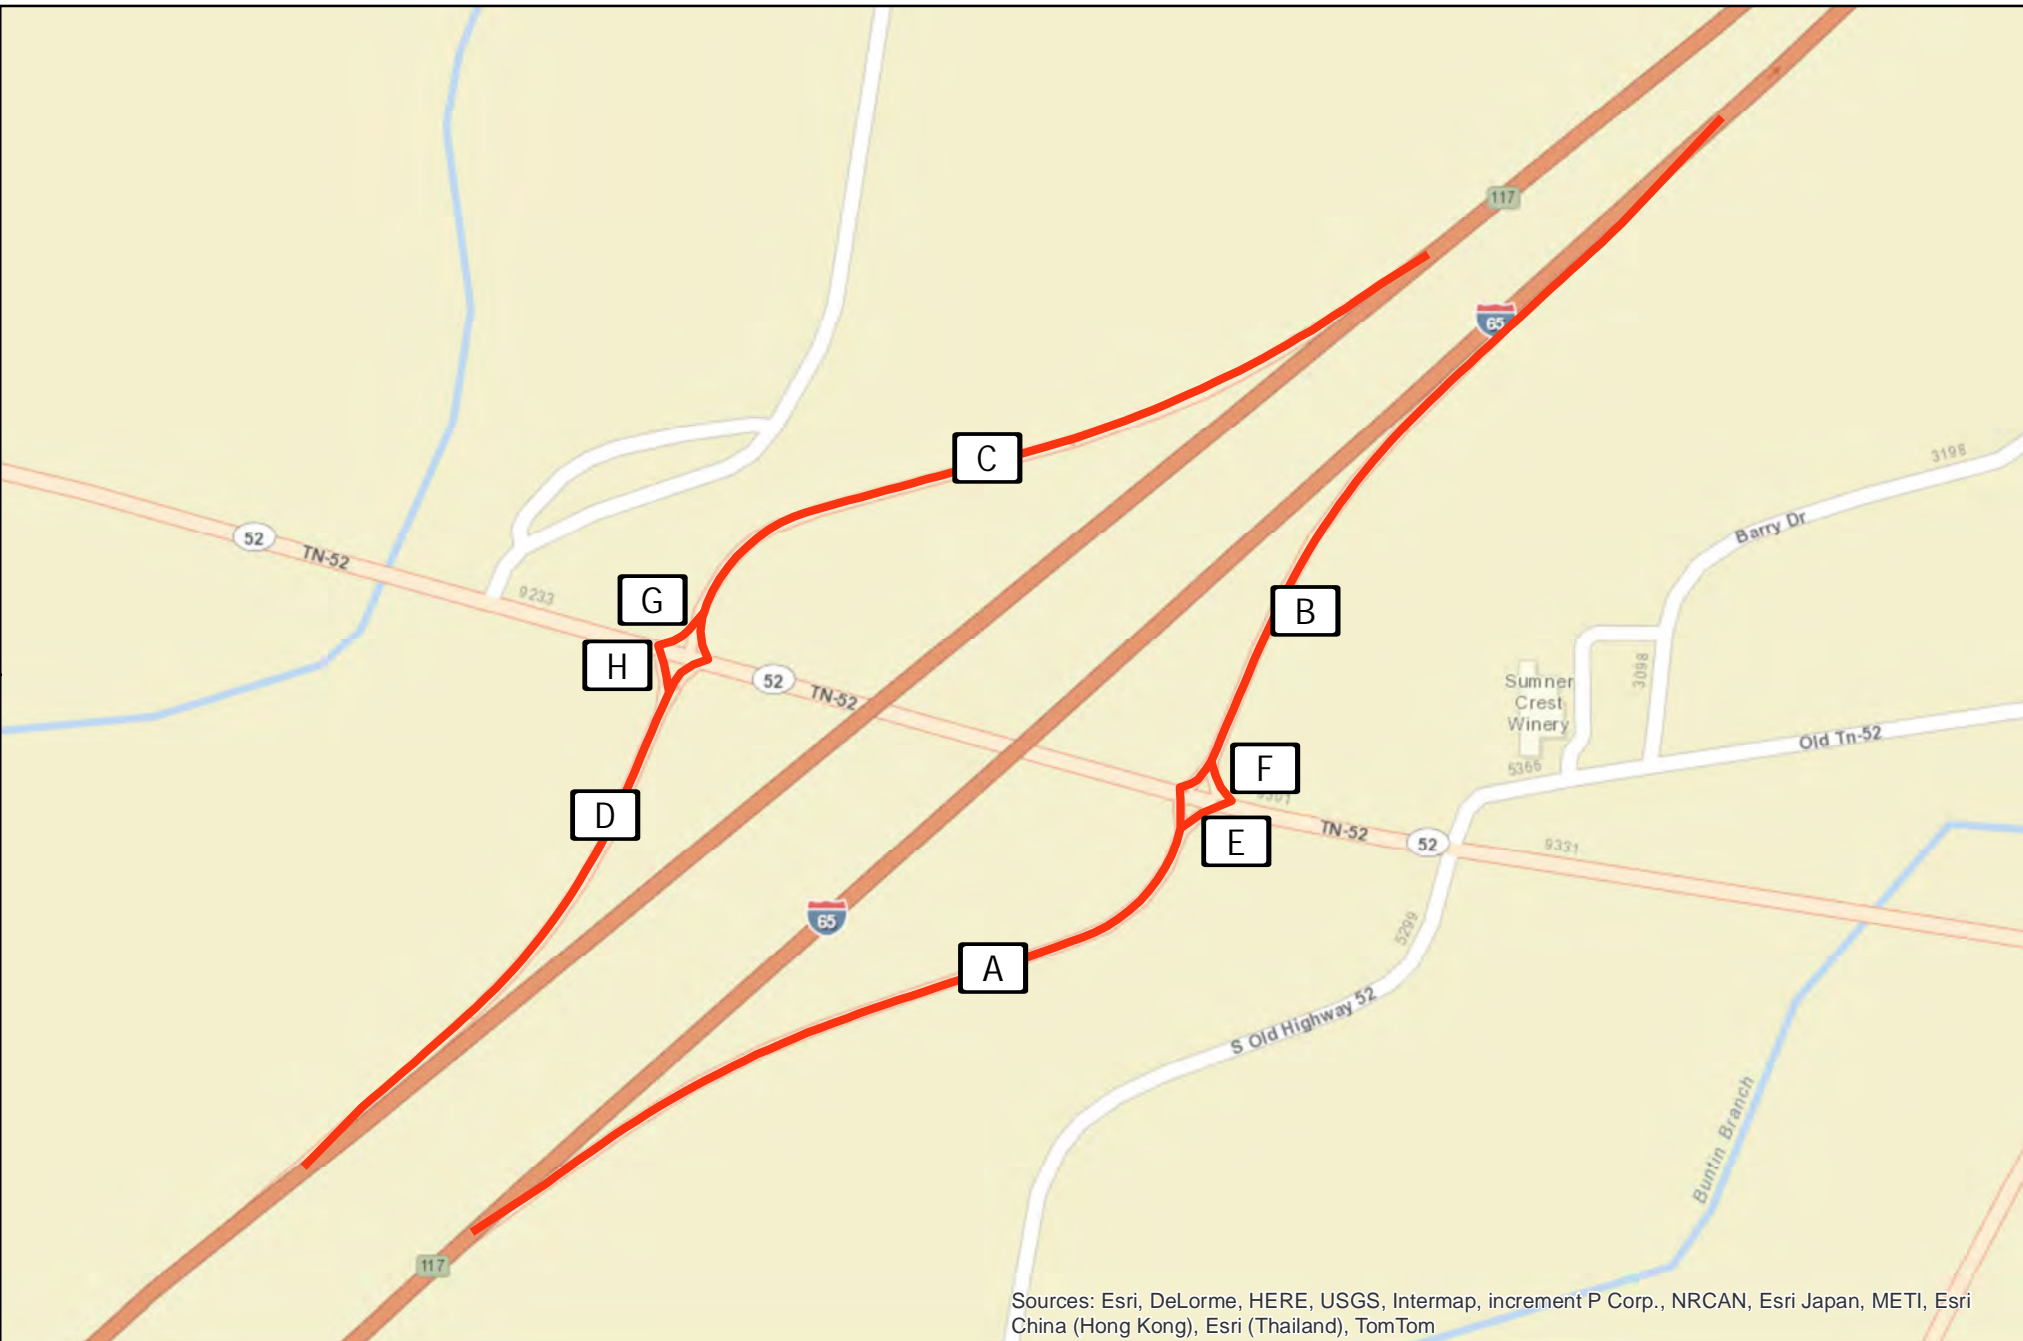 117
65
3198
Barry Dr
C
52
TN-52
9233
G
B
H
3098
Sumner
Crest
Winery
52
TN-52
Old Tn-52
F
5366
D
TN-52
52
E
9331
65
5299
A
S Old Highway 52
Buntin Branch
117
Sources: Esri, DeLorme, HERE, USGS, Intermap, increment P Corp., NRCAN, Esri Japan, METI, Esri
China (Hong Kong), Esri (Thailand), TomTom